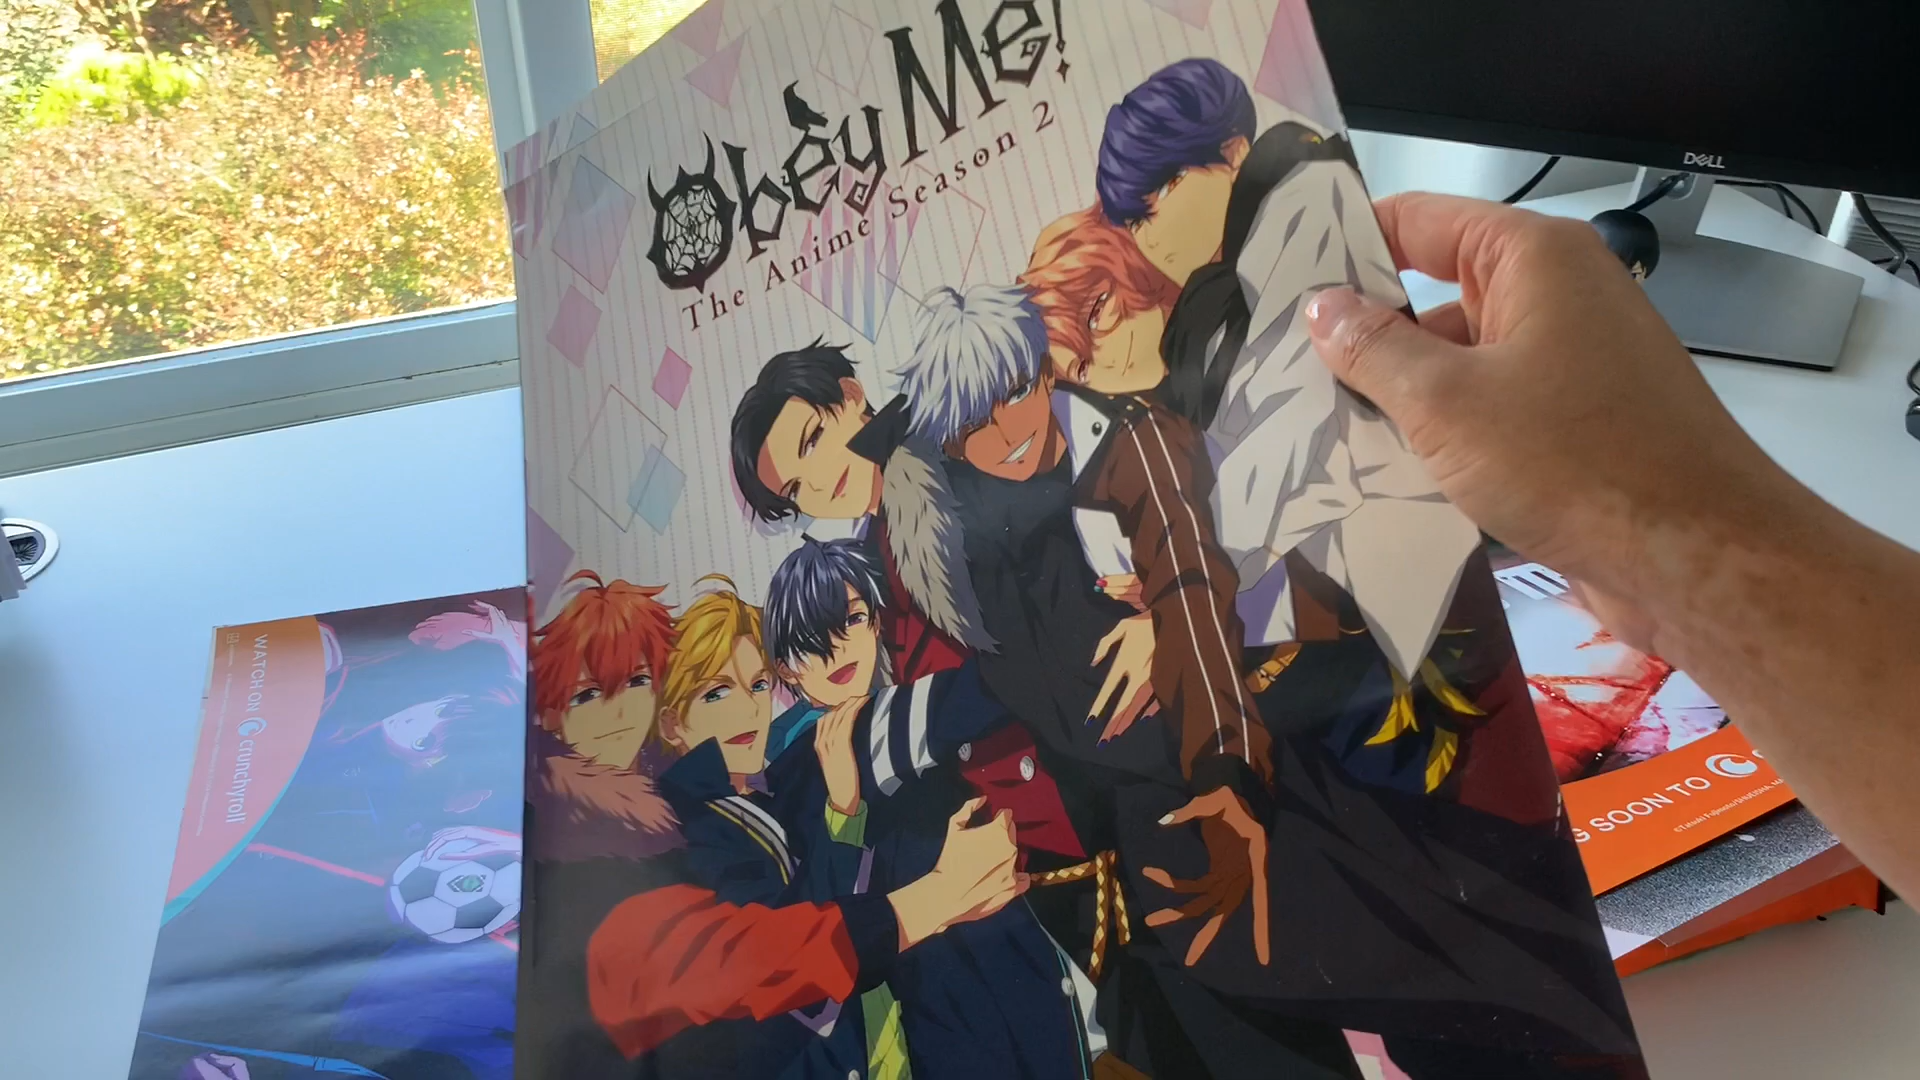 Obey Me!
The Anime Season 2
DELL
WATCH ON crunchyroll
SOON TO